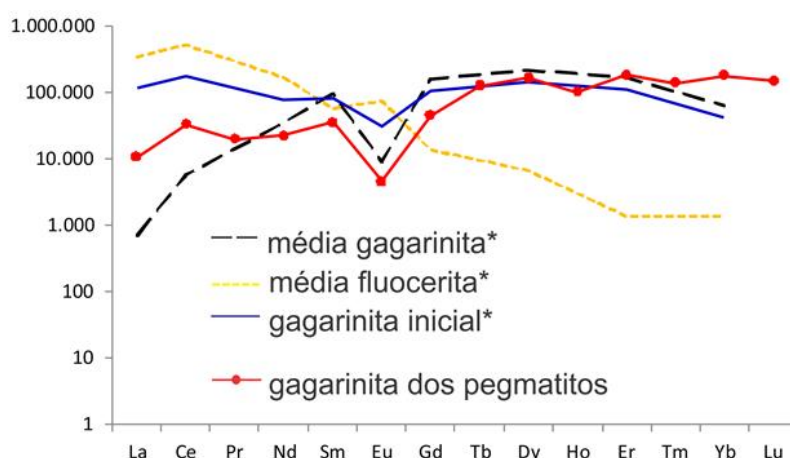 1.000.000
100.000
10.000
1.000
100
10
1
média gagarinita*
média fluocerita*
gagarinita inicial*
gagarinita dos pegmatitos
La Ce Pr Nd Sm Eu Gd Tb Dy Ho Er Tm Yb Lu